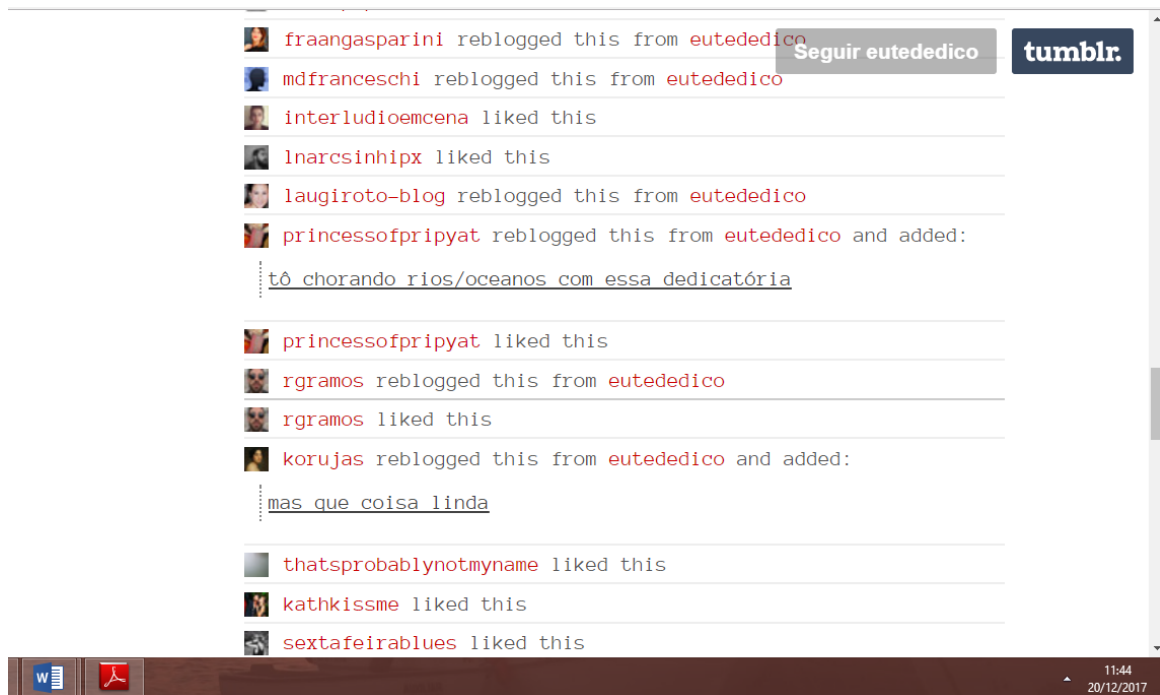 fraangasparini reblogged this from eutededico
Seguir eutededico
tumblr.
mdfranceschi reblogged this from eutededico
interludioemcena liked this
lnarcsinhipx liked this
laugiroto-blog reblogged this from eutededico
princessofpripyat reblogged this from eutededico and added:
tô chorando rios/oceanos com essa dedicatória
princessofpripyat liked this
rgramos reblogged this from eutededico
rgramos liked this
korujas reblogged this from eutededico and added:
mas que coisa linda
thatsprobablynotmyname liked this
kathkissme liked this
sextafeirablues liked this
W
11:44
20/12/2017